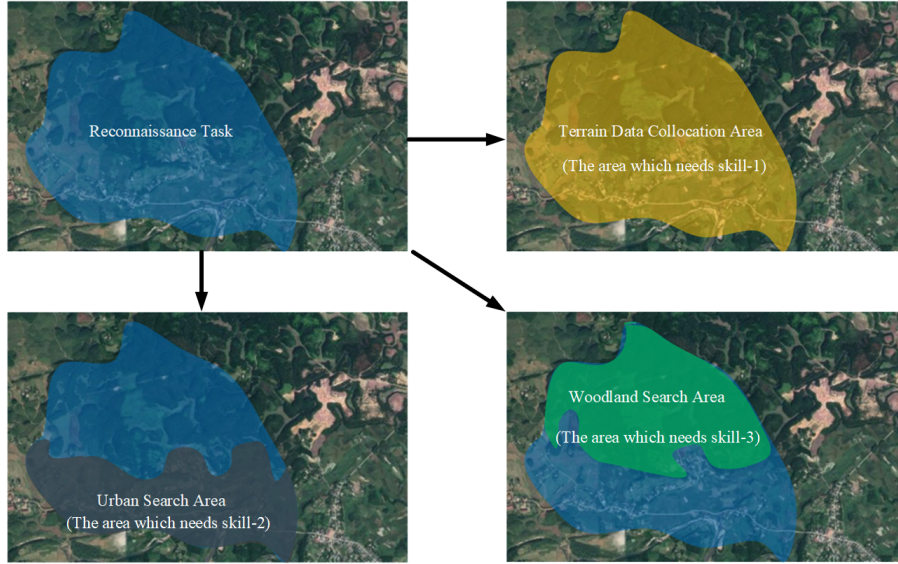 Reconnaissance Task
Terrain Data Collocation Area
(The area which needs skill-1)
Urban Search Area
(The area which needs skill-2)
Woodland Search Area
(The area which needs skill-3)